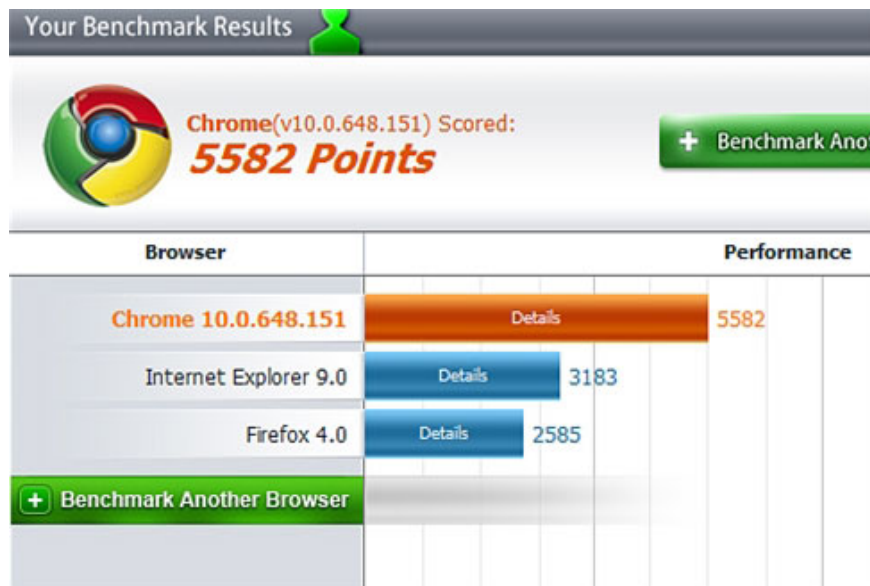 Your Benchmark Results
Chrome(v10.0.648.151) Scored:
5582 Points
Benchmark Ano
Browser
Performance
Chrome 10.0.648.151
Details
5582
Internet Explorer 9.0
Details
3183
Firefox 4.0
Details
2585
Benchmark Another Browser